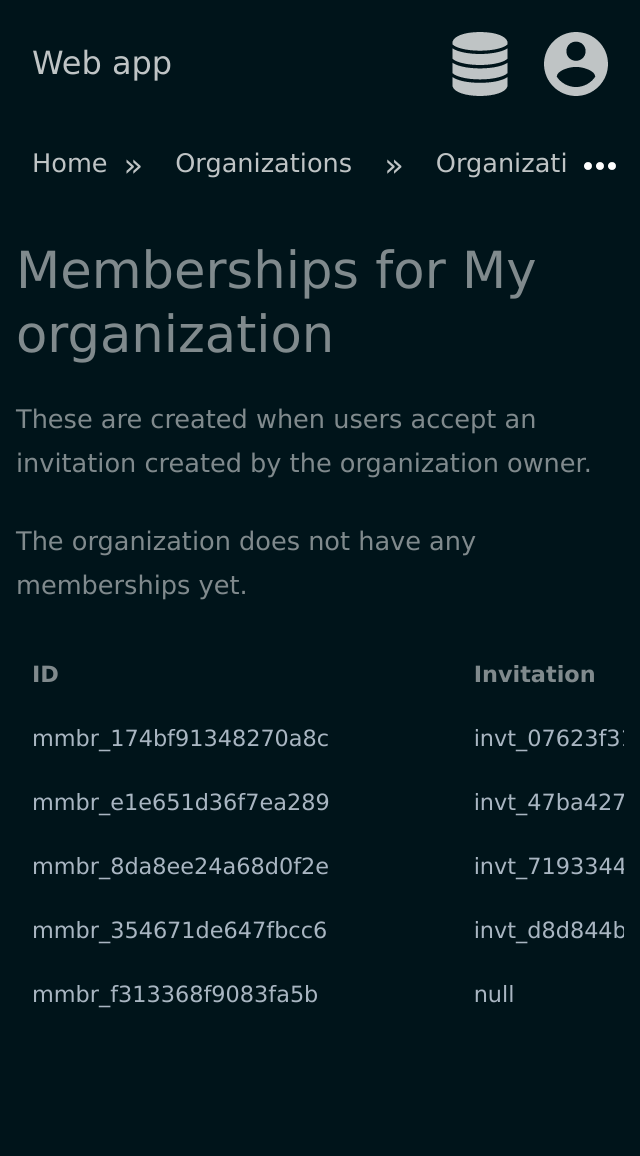 Web app
Home » Organizations » Organizati •••
Memberships for My
organization
These are created when users accept an
invitation created by the organization owner.
The organization does not have any
memberships yet.
ID Invitation
mmbr_174bf91348270a8c invt_07623f31
mmbr_e1e651d36f7ea289 invt_47ba427
mmbr_8da8ee24a68d0f2e invt_7193344
mmbr_354671de647fbcc6 invt_d8d844b
mmbr_f313368f9083fa5b null